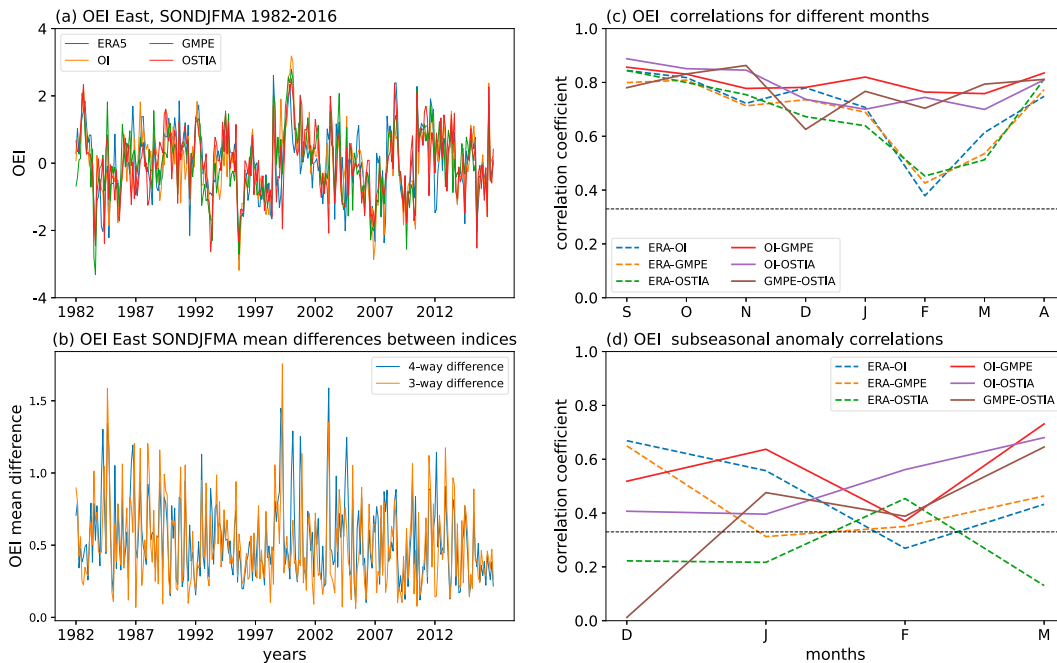 (a) OEI East, SONDJFMA 1982-2016
ERA5
OI
GMPE
OSTIA
OEI
4
2
0
-2
-4
1982 1987 1992 1997 2002 2007 2012
(b) OEI East SONDJFMA mean differences between indices
4-way difference
3-way difference
OEI mean difference
1.5
1.0
0.5
0.0
1982 1987 1992 1997 2002 2007 2012
years
(c) OEI correlations for different months
correlation coefficient
1.0
0.8
0.6
0.4
0.2
0.0
ERA-OI
ERA-GMPE
ERA-OSTIA
OI-GMPE
OI-OSTIA
GMPE-OSTIA
S O N D J F M A
(d) OEI subseasonal anomaly correlations
ERA-OI
ERA-GMPE
ERA-OSTIA
OI-GMPE
OI-OSTIA
GMPE-OSTIA
correlation coefficient
1.0
0.8
0.6
0.4
0.2
0.0
D J F M
months